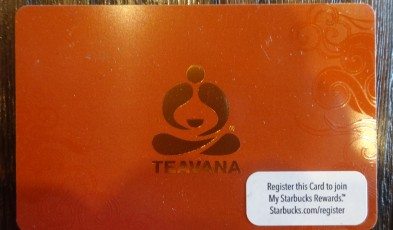 TEAVANA
Register this Card to join
My Starbucks Rewards.™
Starbucks.com/register